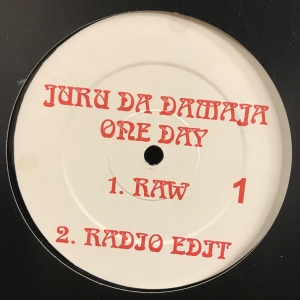 JURU DA DAMAJA
ONE DAY
1. RAW
1
2. RADIO EDIT